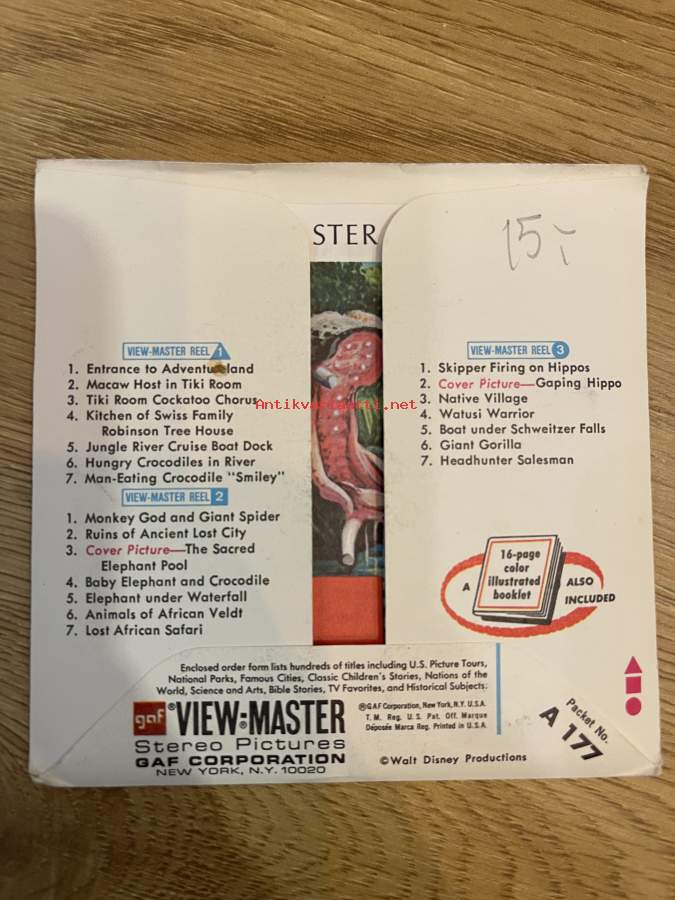 STER
15,-
VIEW-MASTER REEL 1
1. Entrance to Adventureland
2. Macaw Host in Tiki Room
3. Tiki Room Cockatoo Chorus
4. Kitchen of Swiss Family
Robinson Tree House
5. Jungle River Cruise Boat Dock
6. Hungry Crocodiles in River
7. Man-Eating Crocodile "Smiley"
VIEW-MASTER REEL 2
1. Monkey God and Giant Spider
2. Ruins of Ancient Lost City
3. Cover Picture—The Sacred
Elephant Pool
4. Baby Elephant and Crocodile
5. Elephant under Waterfall
6. Animals of African Veldt
7. Lost African Safari
VIEW-MASTER REEL 3
1. Skipper Firing on Hippos
2. Cover Picture—Gaping Hippo
3. Native Village
4. Watusi Warrior
5. Boat under Schweitzer Falls
6. Giant Gorilla
7. Headhunter Salesman
Antikvariaatti.net
A
16-page
color
illustrated
booklet
ALSO
INCLUDED
Enclosed order form lists hundreds of titles including U.S. Picture Tours,
National Parks, Famous Cities, Classic Children's Stories, Nations of the
World, Science and Arts, Bible Stories, TV Favorites, and Historical Subjects:
gaf ®VIEW-MASTER®
Stereo Pictures
GAF CORPORATION
NEW YORK, N.Y. 10020
®GAF Corporation, New York, N.Y. U.S.A.
T. M. Reg. U. S. Pat. Off. Marque
Déposée Marca Reg. Printed in U.S.A.
©Walt Disney Productions
Packet No.
A 177